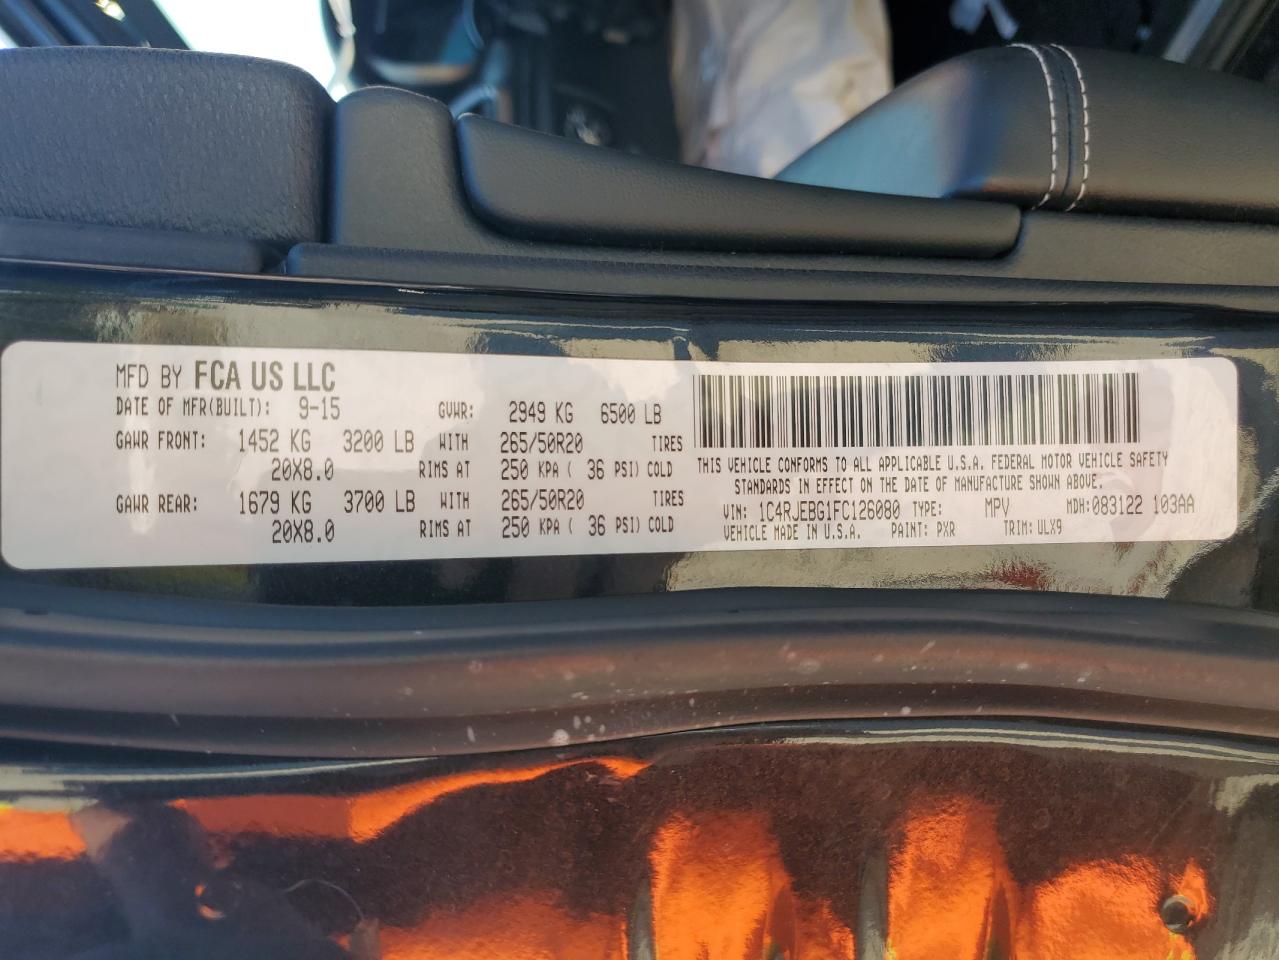 MFD BY FCA US LLC
DATE OF MFR(BUILT): 9-15 GVWR: 2949 KG 6500 LB
GAWR FRONT: 1452 KG 3200 LB WITH 265/50R20 TIRES
20X8.0 RIMS AT 250 KPA ( 36 PSI) COLD
GAWR REAR: 1679 KG 3700 LB WITH 265/50R20 TIRES
20X8.0 RIMS AT 250 KPA ( 36 PSI) COLD
THIS VEHICLE CONFORMS TO ALL APPLICABLE U.S.A. FEDERAL MOTOR VEHICLE SAFETY
STANDARDS IN EFFECT ON THE DATE OF MANUFACTURE SHOWN ABOVE.
VIN: 1C4RJEBG1FC126080 TYPE: MPV MDH: 083122 103AA
VEHICLE MADE IN U.S.A. PAINT: PXR TRIM: ULX9